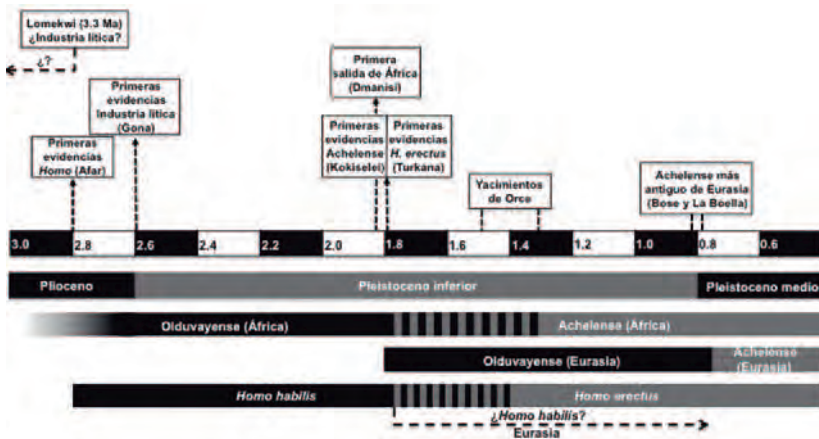 Lomekwi (3.3 Ma)
¿Industria lítica?
¿?
Primeras
evidencias
Industria lítica
(Gona)
Primeras
evidencias
Homo (Afar)
Primera
salida de África
(Dmanisi)
Primeras
evidencias
Achelense
(Kokiselei)
Primeras
evidencias
H. erectus
(Turkana)
Yacimientos
de Orce
Achelense más
antiguo de Eurasia
(Bose y La Boella)
3.0 2.8 2.6 2.4 2.2 2.0 1.8 1.6 1.4 1.2 1.0 0.8 0.6
Plioceno Pleistoceno inferior Pleistoceno medio
Olduvayense (África) Achelense (África)
Olduvayense (Eurasia) Achelense
(Eurasia)
Homo habilis Homo erectus
¿Homo habilis?
Eurasia